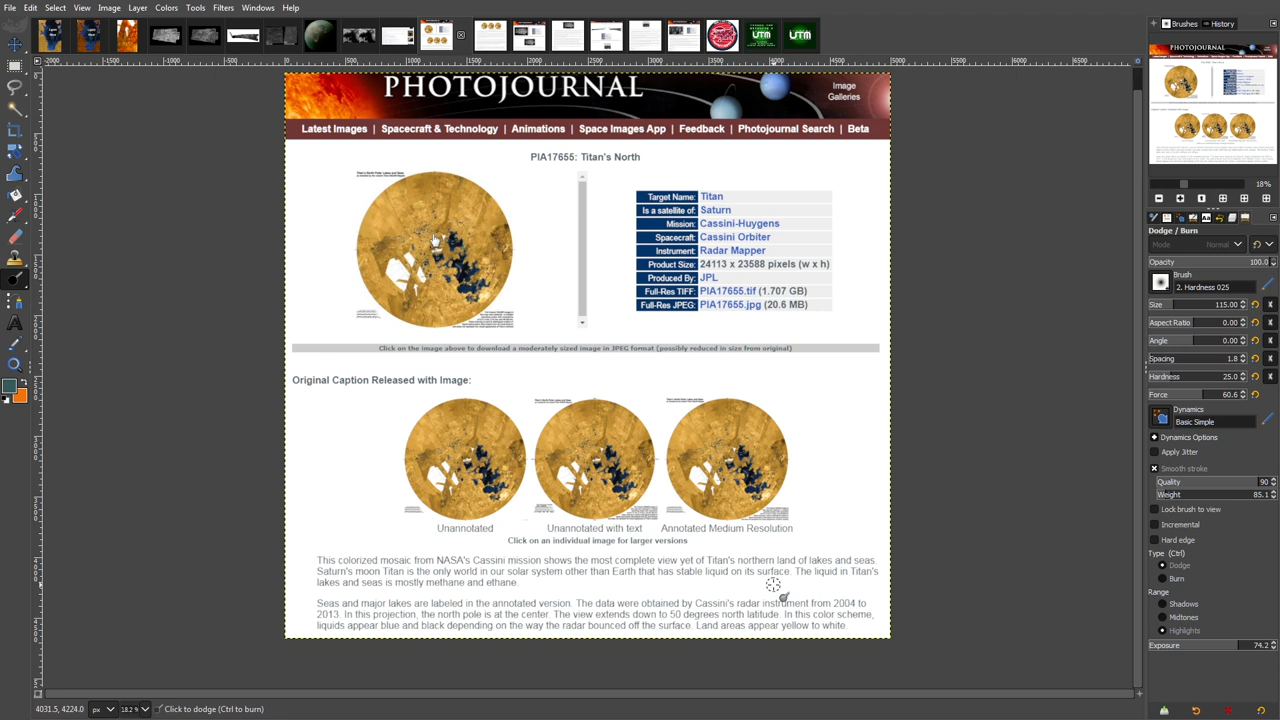 File Edit Select View Image Layer Colors Tools Filters Windows Help
Brushes History
PHOTOJOURNAL
Image Galleries
Latest Images | Spacecraft & Technology | Animations | Space Images App | Feedback | Photojournal Search | Beta
PIA17655: Titan's North
Target Name: Titan
Is a satellite of: Saturn
Mission: Cassini-Huygens
Spacecraft: Cassini Orbiter
Instrument: Radar Mapper
Product Size: 24113 x 23588 pixels (w x h)
Produced By: JPL
Full-Res TIFF: PIA17655.tif (1.707 GB)
Full-Res JPEG: PIA17655.jpg (20.6 MB)
Click on the image above to download a moderately sized image in JPEG format (possibly reduced in size from original)
Original Caption Released with Image:
Unannotated
Unannotated with text
Annotated Medium Resolution
Click on an individual image for larger versions
This colorized mosaic from NASA's Cassini mission shows the most complete view yet of Titan's northern land of lakes and seas.
Saturn's moon Titan is the only world in our solar system other than Earth that has stable liquid on its surface. The liquid in Titan's
lakes and seas is mostly methane and ethane.
Seas and major lakes are labeled in the annotated version. The data were obtained by Cassini's radar instrument from 2004 to
2013. In this projection, the north pole is at the center. The view extends down to 50 degrees north latitude. In this color scheme,
liquids appear blue and black depending on the way the radar bounced off the surface. Land areas appear yellow to white.
4031.5, 4224.0 px 18.2 % Click to dodge (Ctrl to burn)
18%
Dodge / Burn
Mode Normal
Opacity 100.0
Brush
2. Hardness 025
Size 115.00
Aspect Ratio 0.00
Angle 0.00
Spacing 1.8
Hardness 25.0
Force 60.6
Dynamics
Basic Simple
Dynamics Options
Apply Jitter
Smooth stroke
Quality 90
Weight 85.1
Lock brush to view
Incremental
Hard edge
Type (Ctrl)
Dodge
Burn
Range
Shadows
Midtones
Highlights
Exposure 74.2